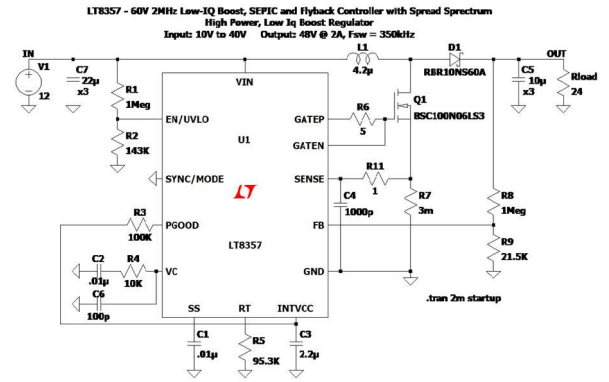 LT8357 - 60V 2MHz Low-IQ Boost, SEPIC and Flyback Controller with Spread Spectrum
High Power, Low Iq Boost Regulator
Input: 10V to 40V Output: 48V @ 2A, Fsw = 350kHz
IN
V1
12
C7
22µ
x3
R1
1Meg
R2
143K
R3
100K
C2
.01µ
R4
10K
C6
100p
VIN
EN/UVLO
U1
SYNC/MODE
PGOOD
LT8357
VC
SS
RT
INTVCC
GATEP
GATEN
SENSE
FB
GND
C1
.01µ
R5
95.3K
C3
2.2µ
L1
4.2µ
D1
RBR10NS60A
OUT
R6
5
Q1
BSC100N06LS3
R11
1
C4
1000p
R7
3m
C5
10µ
x3
Rload
24
R8
1Meg
R9
21.5K
.tran 2m startup